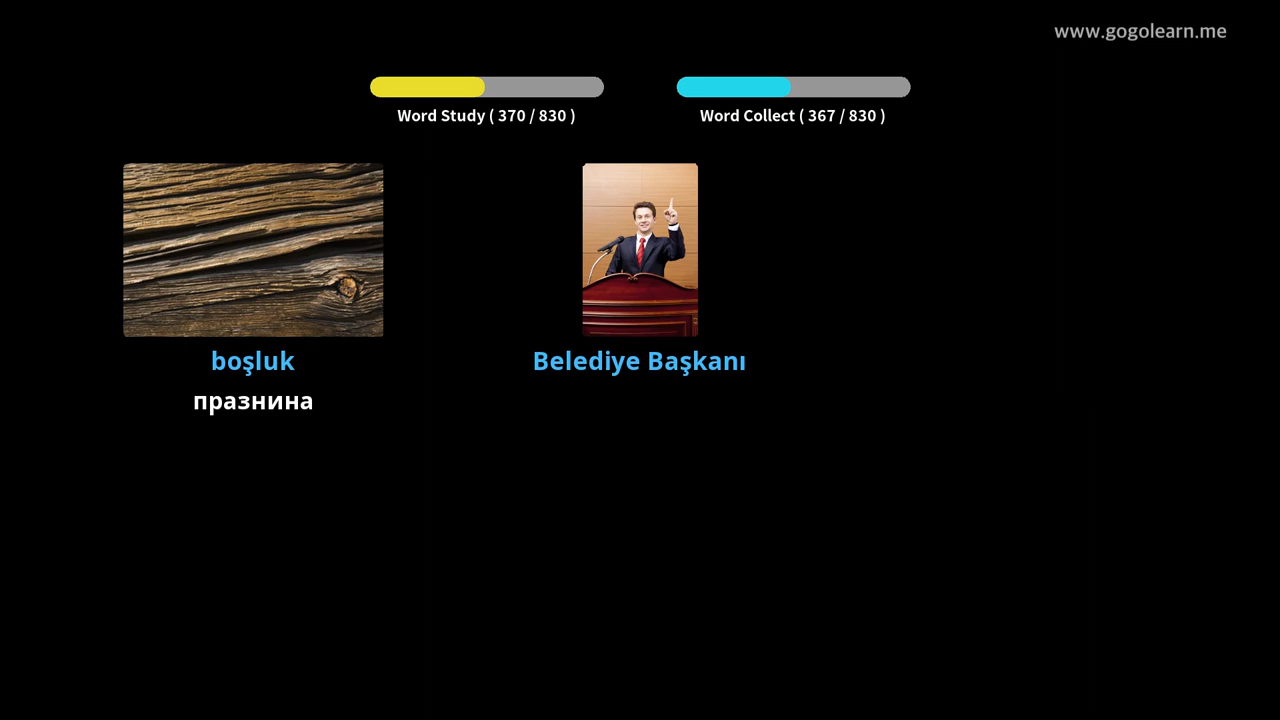 www.gogolearn.me
Word Study ( 370 / 830 )
Word Collect ( 367 / 830 )
boşluk
Belediye Başkanı
празнина